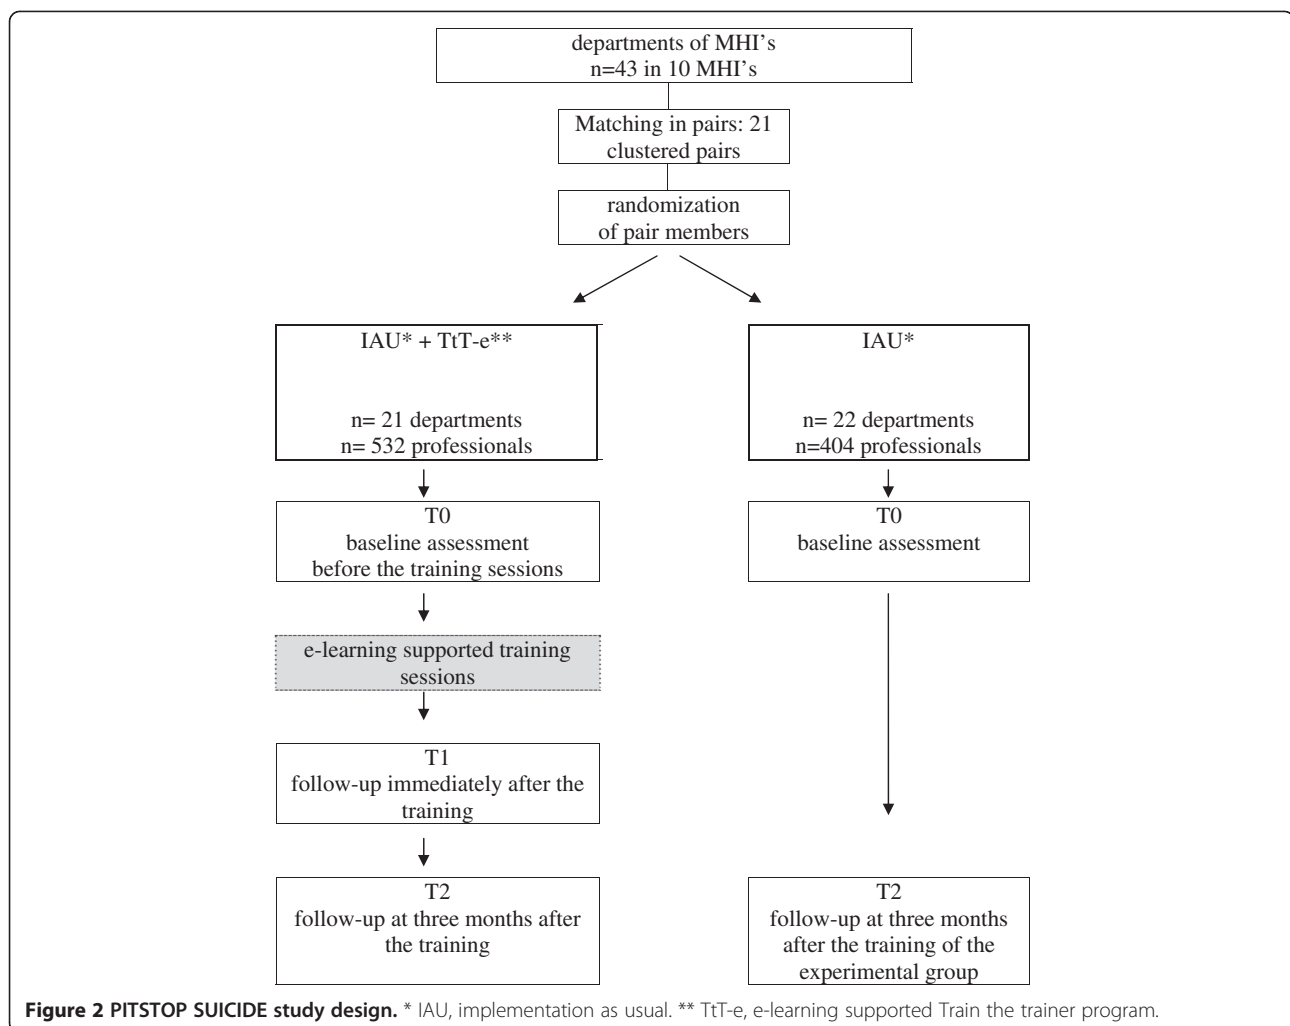 departments of MHI's
n=43 in 10 MHI's
Matching in pairs: 21
clustered pairs
randomization
of pair members
IAU* + TtT-e**
n= 21 departments
n= 532 professionals
IAU*
n= 22 departments
n=404 professionals
T0
baseline assessment
before the training sessions
T0
baseline assessment
e-learning supported training
sessions
T1
follow-up immediately after the
training
T2
follow-up at three months after
the training
T2
follow-up at three months
after the training of the
experimental group
Figure 2 PITSTOP SUICIDE study design. * IAU, implementation as usual. ** TtT-e, e-learning supported Train the trainer program.